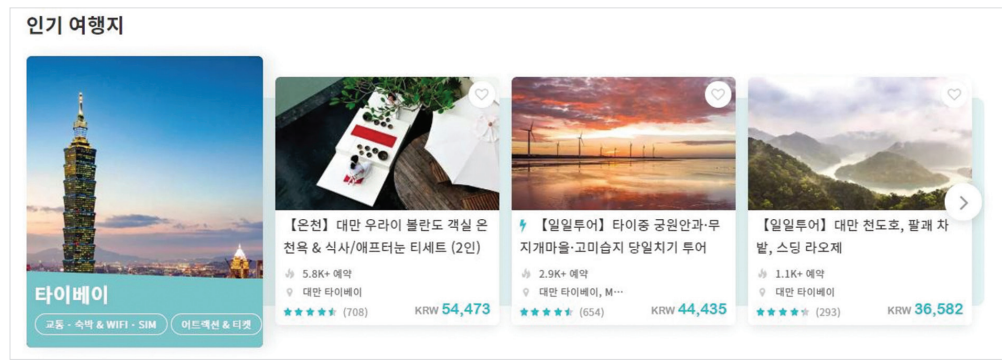 인기 여행지
타이베이
교통・숙박 & WIFI・SIM
어트랙션 & 티켓
【온천】대만 우라이 볼란도 객실 온
천욕 & 식사/애프터눈 티세트 (2인)
5.8K+ 예약
대만 타이베이
(708)
KRW 54,473
【일일투어】타이중 궁원안과·무
지개마을·고미습지 당일치기 투어
2.9K+ 예약
대만 타이베이, M…
(654)
KRW 44,435
【일일투어】대만 천도호, 팔괘 차
밭, 스딩 라오제
1.1K+ 예약
대만 타이베이
(293)
KRW 36,582